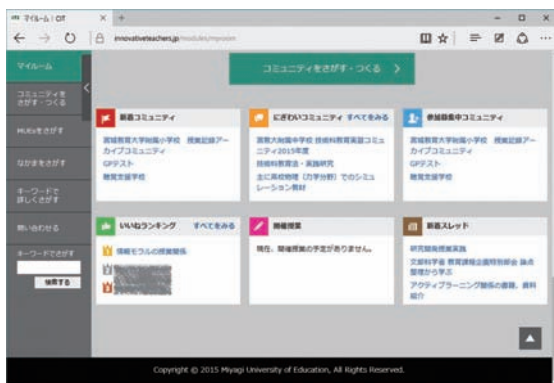 マイルーム | OIT
innovativeteachers.jp/modules/myroom
マイルーム
コミュニティを
さがす・つくる
MURoをさがす
なかまをさがす
キーワードで
詳しくさがす
問い合わせる
キーワードでさがす
検索する
コミュニティをさがす・つくる
新着コミュニティ
宮城教育大学附属小学校 授業記録アー
カイブコミュニティ
GPテスト
聴覚支援学校
にぎわいコミュニティ すべてをみる
宮教大附属中学校 技術科教育実習コミュ
ニティ2015年度
技術科教育法・実践研究
主に高校物理(力学分野)でのシミュ
レーション教材
参加募集中コミュニティ
宮城教育大学附属小学校 授業記録アー
カイブコミュニティ
GPテスト
聴覚支援学校
いいねランキング すべてをみる
情報モラルの授業関係
開催授業
現在、開催授業の予定がありません。
新着スレッド
研究開発授業実践
文部科学省 教育課程企画特別部会 論点
整理から学ぶ
アクティブラーニング関係の書籍、資料
紹介
Copyright © 2015 Miyagi University of Education, All Rights Reserved.